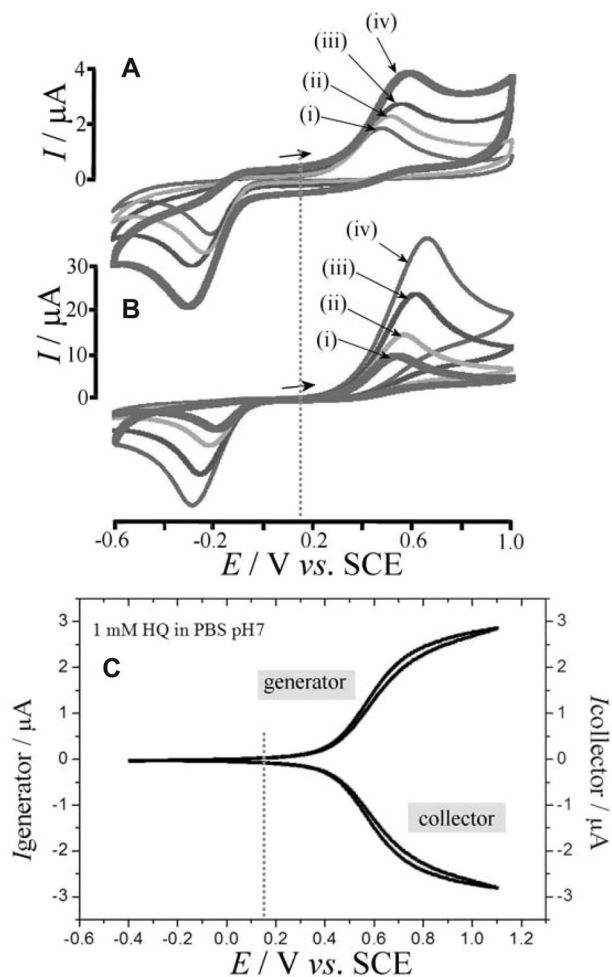 A
(iv)
(iii)
(ii)
(i)
4
2
0
I / μA
B
(iv)
(iii)
(ii)
(i)
30
20
10
0
I / μA
-0.6 -0.2 0.2 0.6 1.0
E / V vs. SCE
1 mM HQ in PBS pH7
C
generator
collector
3
2
1
0
-1
-2
-3
Igenerator / μA
3
2
1
0
-1
-2
-3
Icollector / μA
-0.6 -0.4 -0.2 0.0 0.2 0.4 0.6 0.8 1.0 1.2
E / V vs. SCE